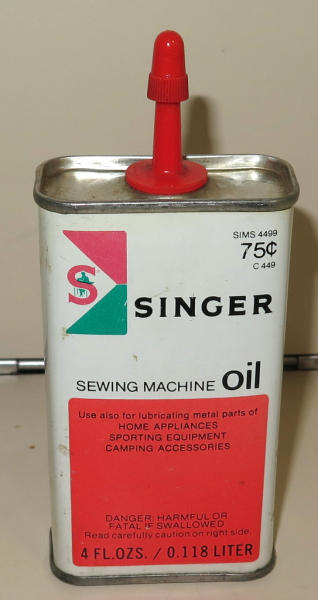 SIMS 4499
75¢
C 449
S
SINGER
SEWING MACHINE oil
Use also for lubricating metal parts of
HOME APPLIANCES
SPORTING EQUIPMENT
CAMPING ACCESSORIES
DANGER: HARMFUL OR
FATAL IF SWALLOWED
Read carefully caution on right side.
4 FL.OZS. / 0.118 LITER